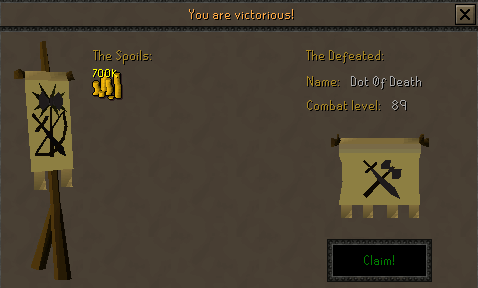 You are victorious!
The Spoils:
700K
The Defeated:
Name: Dot Of Death
Combat level: 89
Claim!